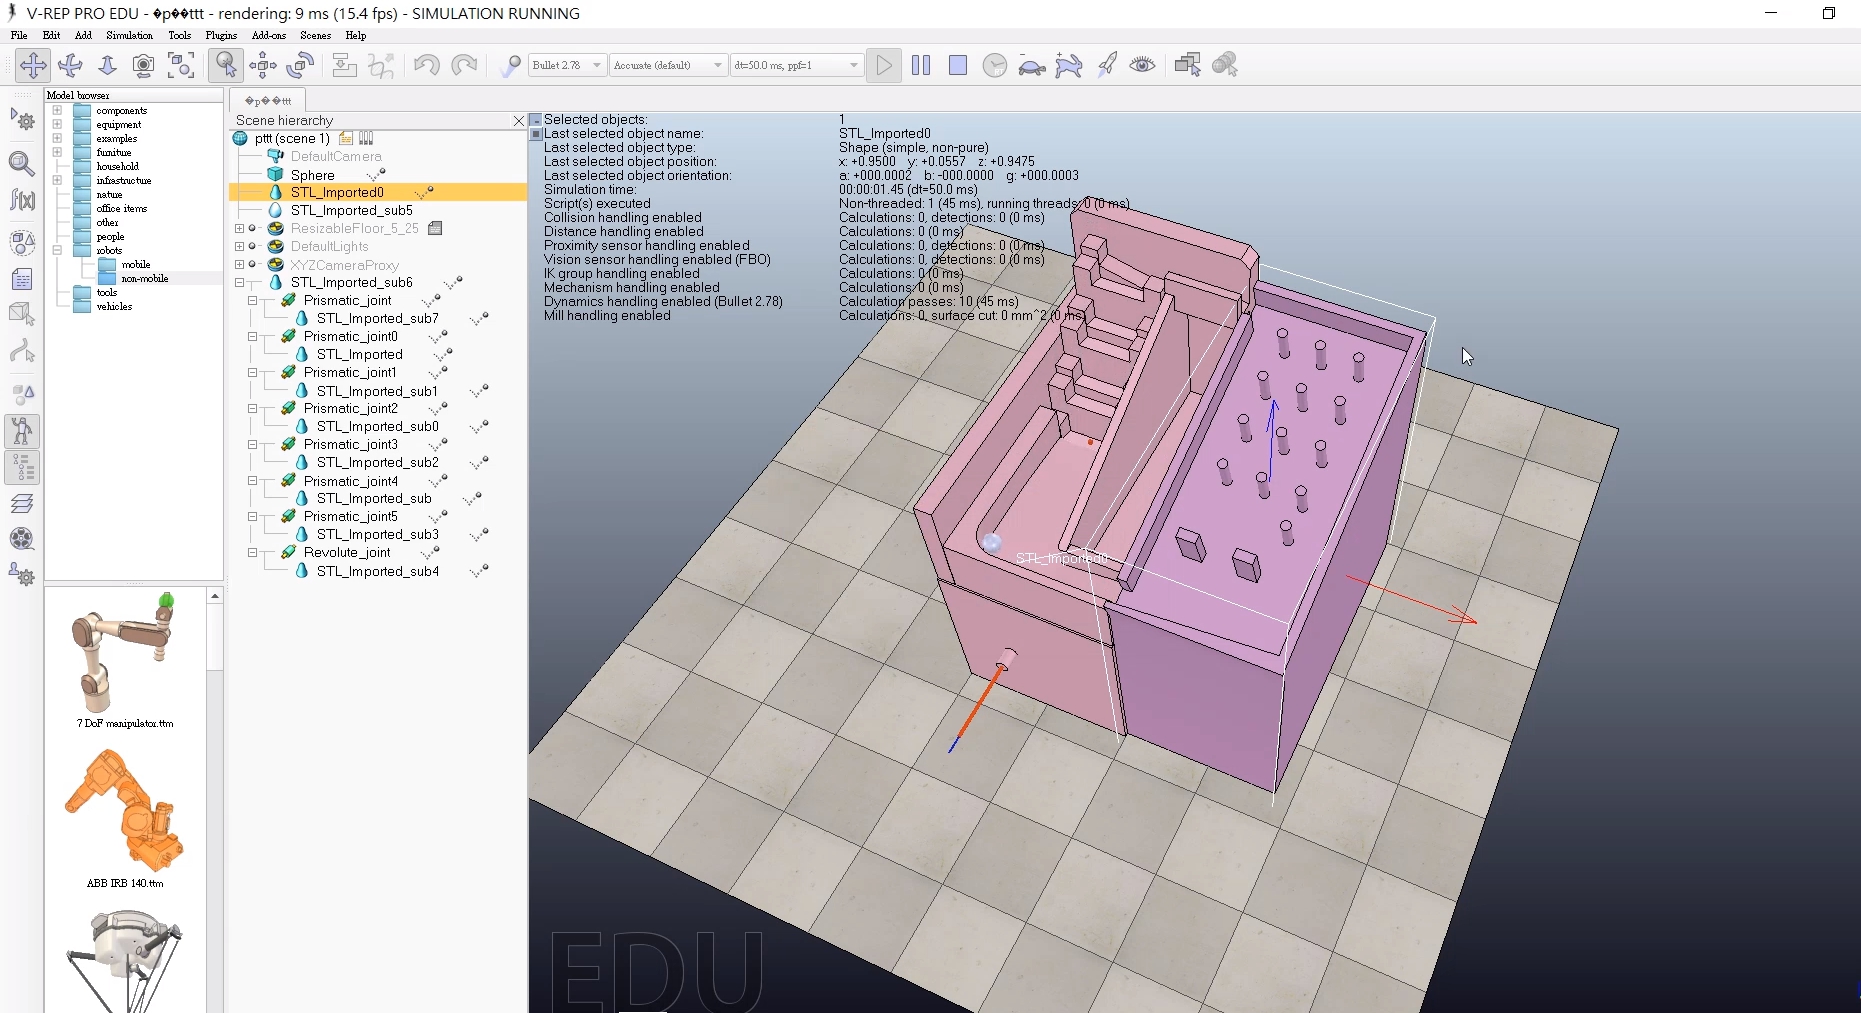 V-REP PRO EDU - �p��ttt - rendering: 9 ms (15.4 fps) - SIMULATION RUNNING
File Edit Add Simulation Tools Plugins Add-ons Scenes Help
Bullet 2.78 Accurate (default) dt=50.0 ms, ppf=1
Model browser
components
equipment
examples
furniture
household
infrastructure
nature
office items
other
people
robots
mobile
non-mobile
tools
vehicles
7 DoF manipulator.ttm
ABB IRB 140.ttm
�p��ttt
Scene hierarchy
pttt (scene 1)
DefaultCamera
Sphere
STL_Imported0
STL_Imported_sub5
ResizableFloor_5_25
DefaultLights
XYZCameraProxy
STL_Imported_sub6
Prismatic_joint
STL_Imported_sub7
Prismatic_joint0
STL_Imported
Prismatic_joint1
STL_Imported_sub1
Prismatic_joint2
STL_Imported_sub0
Prismatic_joint3
STL_Imported_sub2
Prismatic_joint4
STL_Imported_sub
Prismatic_joint5
STL_Imported_sub3
Revolute_joint
STL_Imported_sub4
Selected objects: 1
Last selected object name: STL_Imported0
Last selected object type: Shape (simple, non-pure)
Last selected object position: x: +0.9500 y: +0.0557 z: +0.9475
Last selected object orientation: a: +000.0002 b: -000.0000 g: +000.0003
Simulation time: 00:00:01.45 (dt=50.0 ms)
Script(s) executed Non-threaded: 1 (45 ms), running threads: 0 (0 ms)
Collision handling enabled Calculations: 0, detections: 0 (0 ms)
Distance handling enabled Calculations: 0 (0 ms)
Proximity sensor handling enabled Calculations: 0, detections: 0 (0 ms)
Vision sensor handling enabled (FBO) Calculations: 0, detections: 0 (0 ms)
IK group handling enabled Calculations: 0 (0 ms)
Mechanism handling enabled Calculations: 0 (0 ms)
Dynamics handling enabled (Bullet 2.78) Calculation passes: 10 (45 ms)
Mill handling enabled Calculations: 0, surface cut: 0 mm^2 (0 ms)
STL_Imported0
EDU